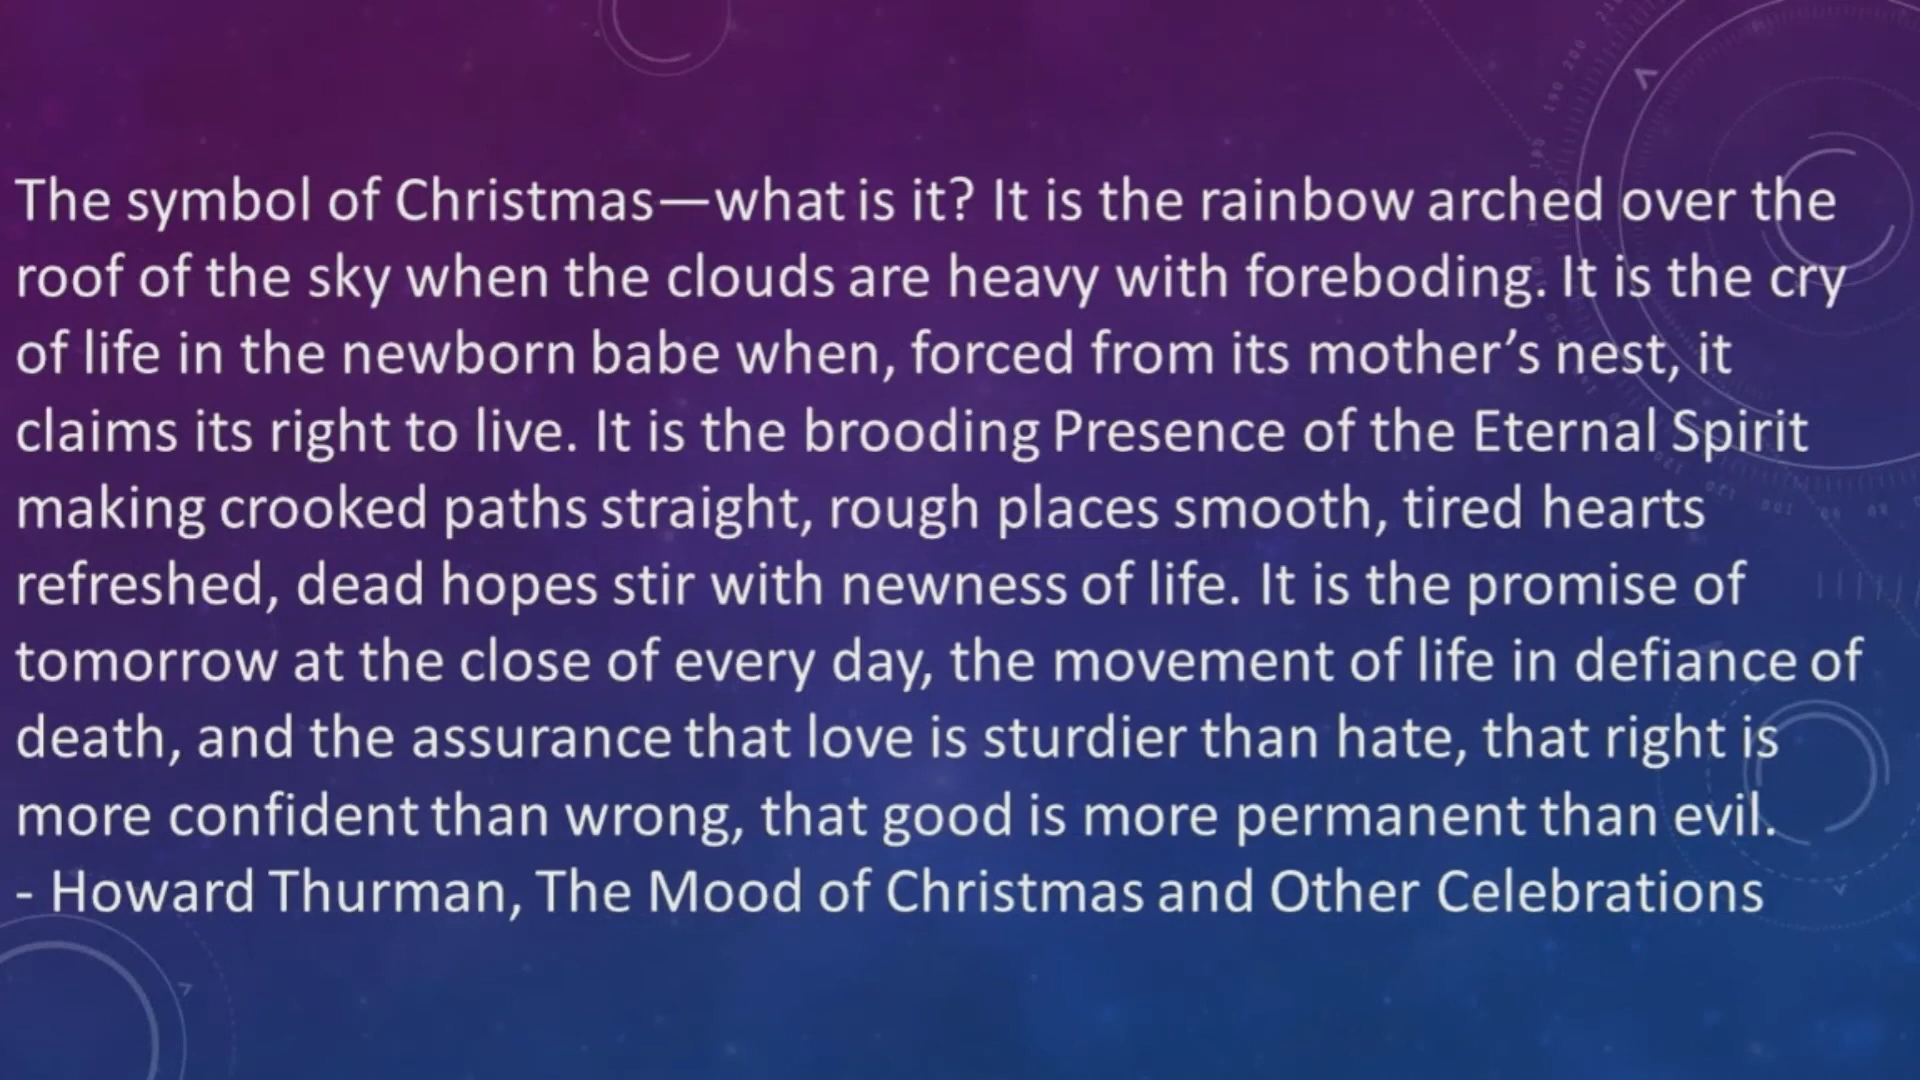 The symbol of Christmas—what is it? It is the rainbow arched over the
roof of the sky when the clouds are heavy with foreboding. It is the cry
of life in the newborn babe when, forced from its mother’s nest, it
claims its right to live. It is the brooding Presence of the Eternal Spirit
making crooked paths straight, rough places smooth, tired hearts
refreshed, dead hopes stir with newness of life. It is the promise of
tomorrow at the close of every day, the movement of life in defiance of
death, and the assurance that love is sturdier than hate, that right is
more confident than wrong, that good is more permanent than evil.
- Howard Thurman, The Mood of Christmas and Other Celebrations